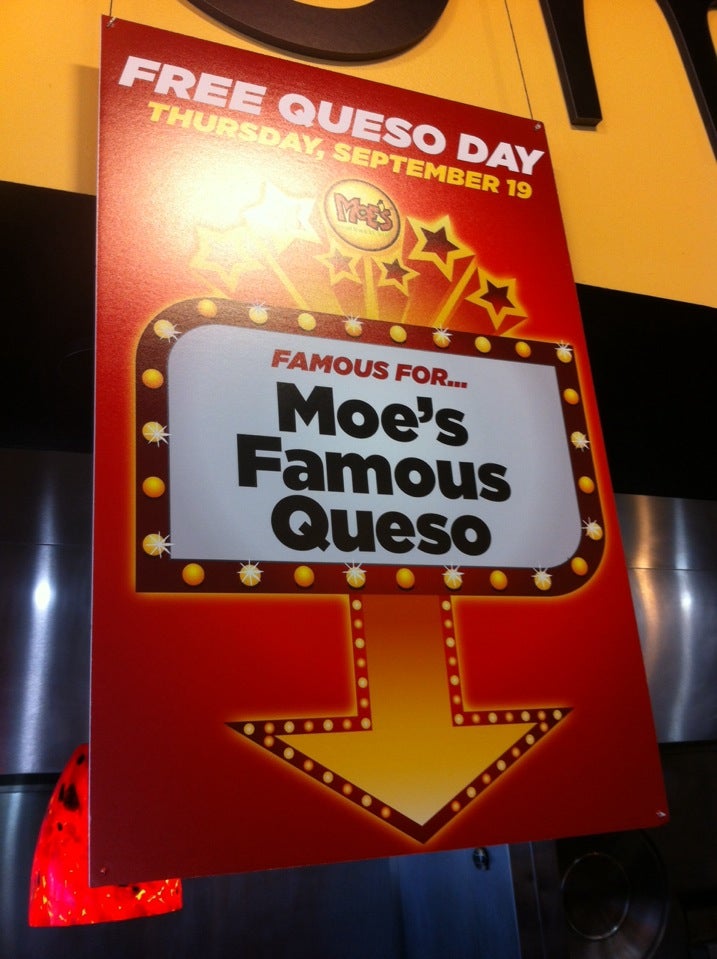 FREE QUESO DAY
THURSDAY, SEPTEMBER 19
MOE'S
FAMOUS FOR...
Moe's
Famous
Queso